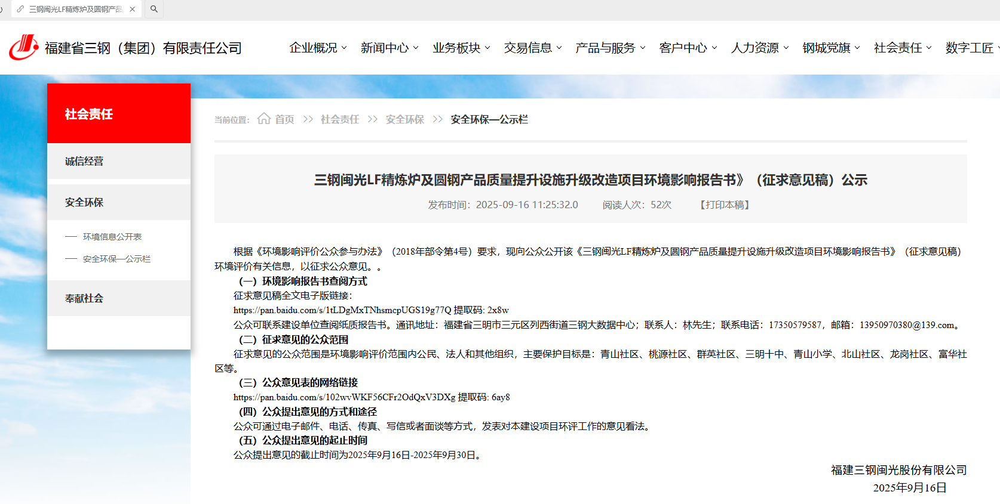 三钢闽光LF精炼炉及圆钢产品
福建省三钢（集团）有限责任公司
企业概况 新闻中心 业务板块 交易信息 产品与服务 客户中心 人力资源 钢城党旗 社会责任 数字工匠
社会责任
诚信经营
安全环保
环境信息公开表
安全环保—公示栏
奉献社会
当前位置： 首页 >> 社会责任 >> 安全环保 >> 安全环保—公示栏
三钢闽光LF精炼炉及圆钢产品质量提升设施升级改造项目环境影响报告书》（征求意见稿）公示
发布时间：2025-09-16 11:25:32.0 阅读人次：52次 【打印本稿】
根据《环境影响评价公众参与办法》（2018年部令第4号）要求，现向公众公开该《三钢闽光LF精炼炉及圆钢产品质量提升设施升级改造项目环境影响报告书》（征求意见稿）
环境评价有关信息，以征求公众意见。。
（一）环境影响报告书查阅方式
征求意见稿全文电子版链接：
https://pan.baidu.com/s/1tLDgMxTNhsmcpUGS19g77Q 提取码: 2x8w
公众可联系建设单位查阅纸质报告书。通讯地址：福建省三明市三元区列西街道三钢大数据中心；联系人：林先生；联系电话：17350579587，邮箱：13950970380@139.com。
（二）征求意见的公众范围
征求意见的公众范围是环境影响评价范围内公民、法人和其他组织，主要保护目标是：青山社区、桃源社区、群英社区、三明十中、青山小学、北山社区、龙岗社区、富华社
区等。
（三）公众意见表的网络链接
https://pan.baidu.com/s/102wvWKF56CFr2OdQxV3DXg 提取码: 6ay8
（四）公众提出意见的方式和途径
公众可通过电子邮件、电话、传真、写信或者面谈等方式，发表对本建设项目环评工作的意见看法。
（五）公众提出意见的起止时间
公众提出意见的截止时间为2025年9月16日-2025年9月30日。
福建三钢闽光股份有限公司
2025年9月16日